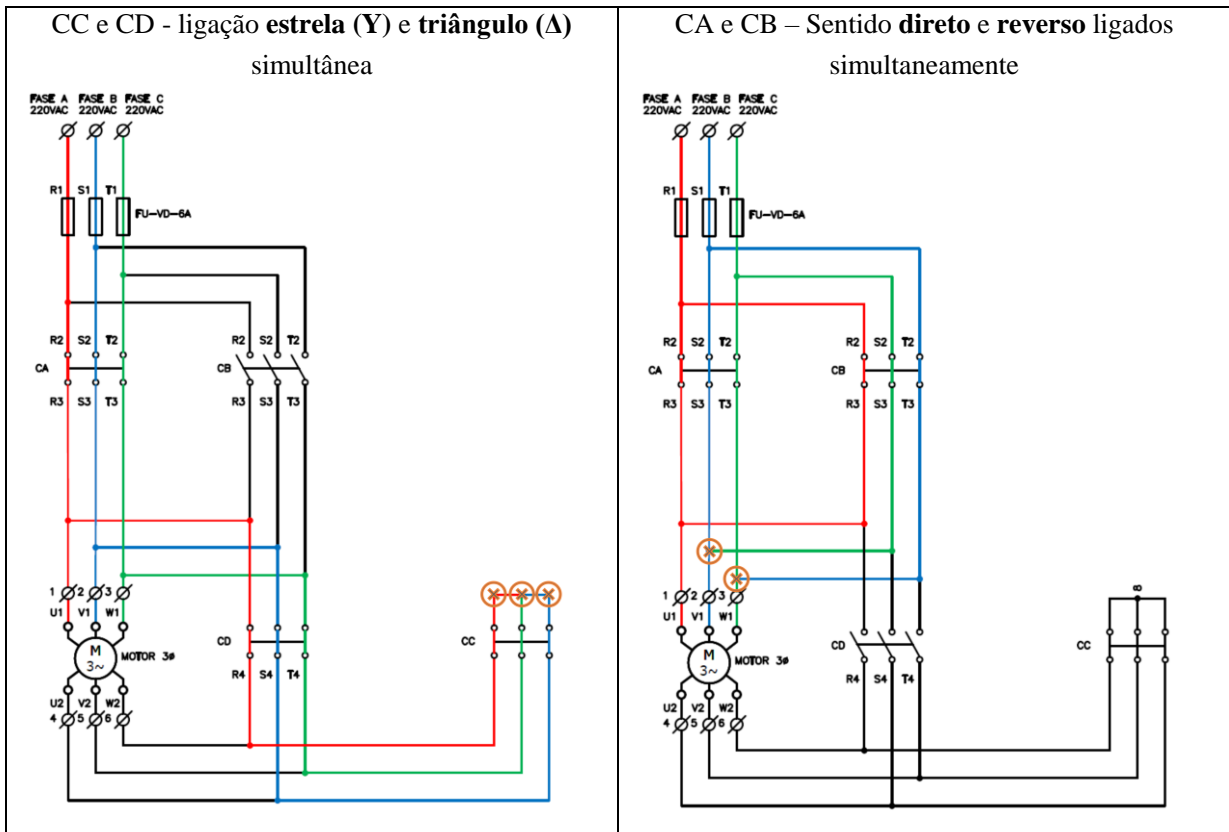 CC e CD - ligação estrela (Y) e triângulo (Δ)
simultânea
FASE A FASE B FASE C
220VAC 220VAC 220VAC
R1 S1 T1
FU-VD-6A
R2 S2 T2
CA
R3 S3 T3
R2 S2 T2
CB
R3 S3 T3
1 2 3
U1 V1 W1
M
3~
MOTOR 3ø
U2 V2 W2
4 5 6
CD
R4 S4 T4
CC
CA e CB – Sentido direto e reverso ligados
simultaneamente
FASE A FASE B FASE C
220VAC 220VAC 220VAC
R1 S1 T1
FU-VD-6A
R2 S2 T2
CA
R3 S3 T3
R2 S2 T2
CB
R3 S3 T3
1 2 3
U1 V1 W1
M
3~
MOTOR 3ø
U2 V2 W2
4 5 6
CD
R4 S4 T4
8
CC